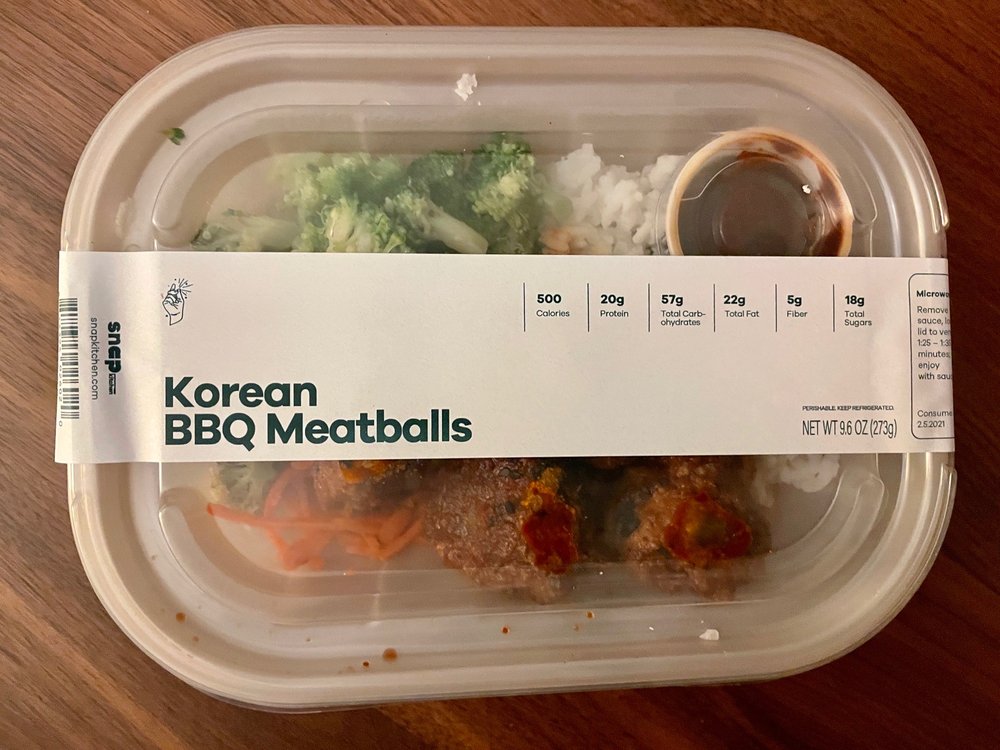 snap
kitchen
snapkitchen.com
500
Calories
20g
Protein
57g
Total Carb-
ohydrates
22g
Total Fat
5g
Fiber
18g
Total
Sugars
Korean
BBQ Meatballs
PERISHABLE. KEEP REFRIGERATED.
NET WT 9.6 OZ (273g)
Remove
sauce,
lid to
1:25 –
minutes;
enjoy
with
2.5.2021